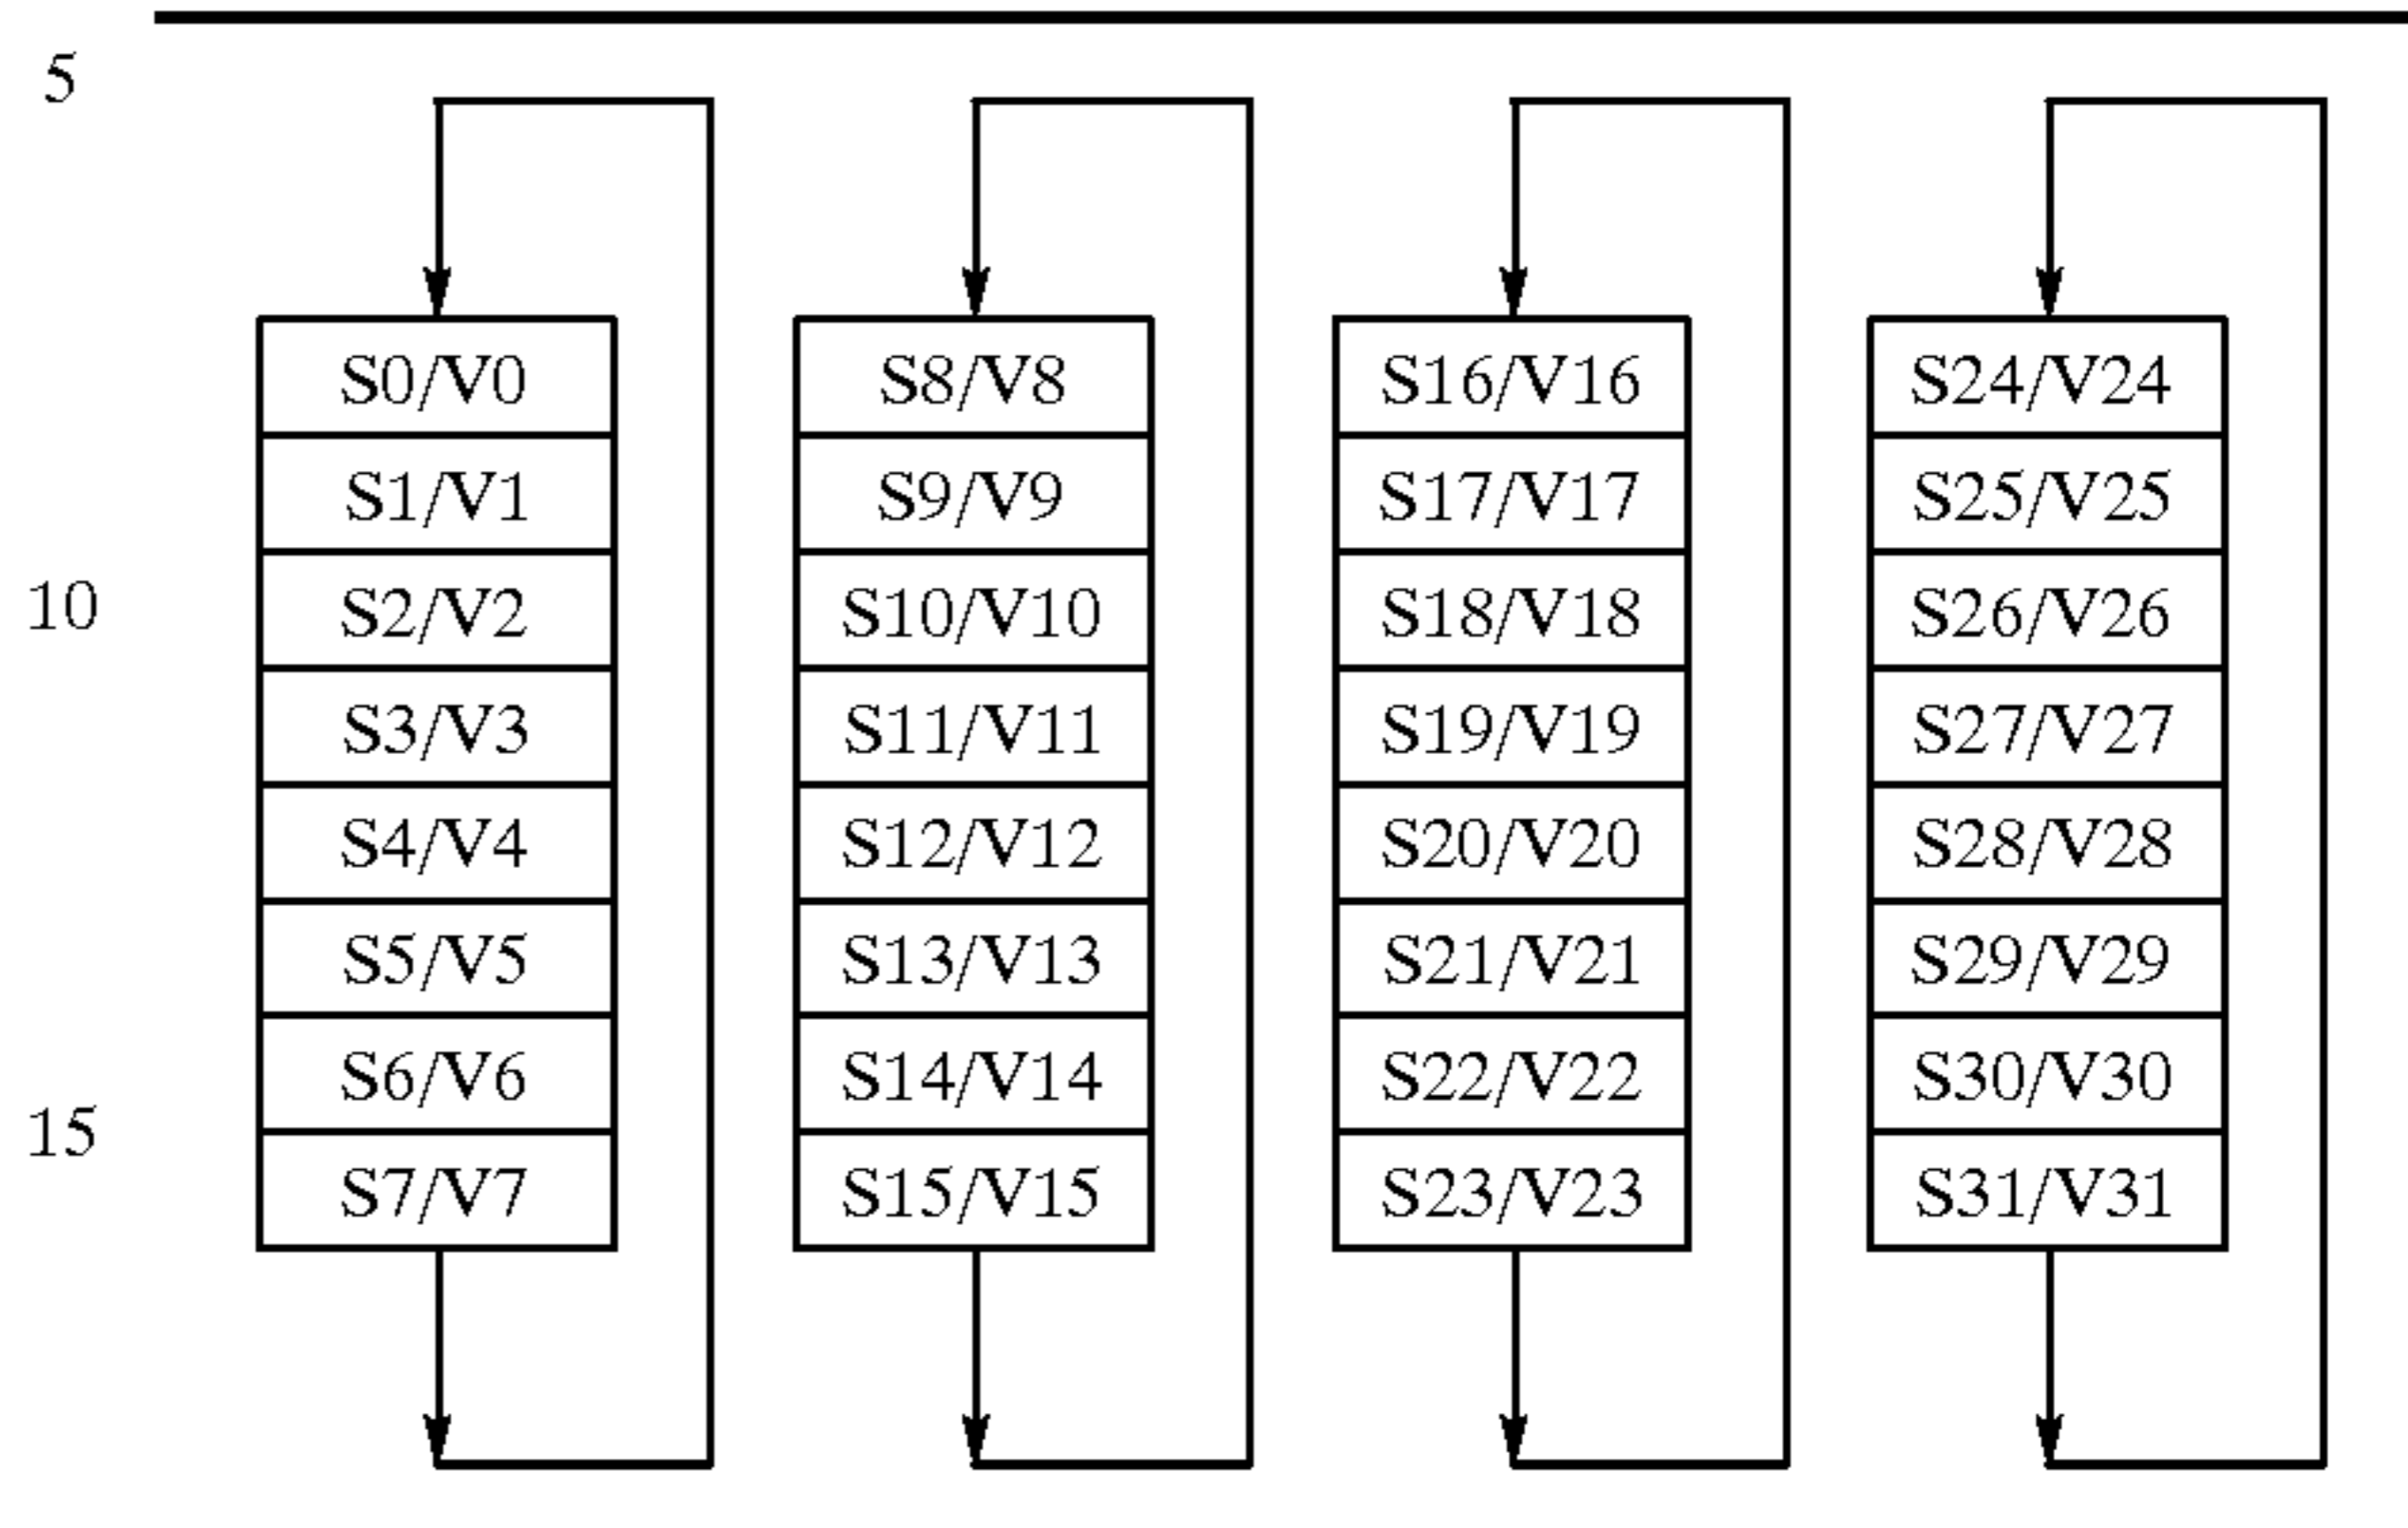 5
S0/V0 S8/V8 S16/V16 S24/V24
S1/V1 S9/V9 S17/V17 S25/V25
10 S2/V2 S10/V10 S18/V18 S26/V26
S3/V3 S11/V11 S19/V19 S27/V27
S4/V4 S12/V12 S20/V20 S28/V28
S5/V5 S13/V13 S21/V21 S29/V29
S6/V6 S14/V14 S22/V22 S30/V30
15
S7/V7 S15/V15 S23/V23 S31/V31